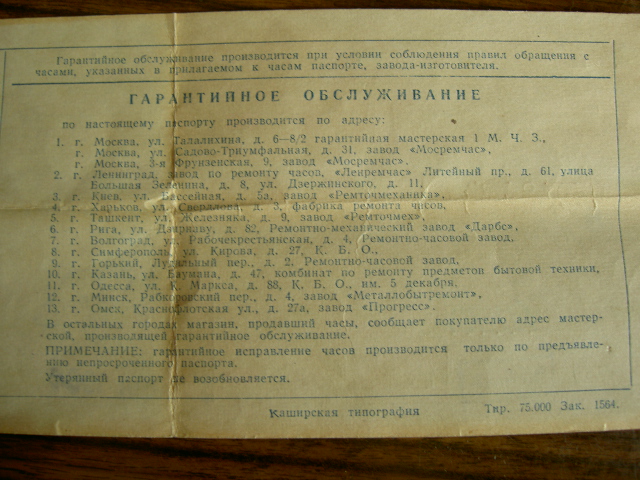 Гарантийное обслуживание производится при условии соблюдения правил обращения с
часами, указанных в прилагаемом к часам паспорте, завода-изготовителя.
ГАРАНТИЙНОЕ ОБСЛУЖИВАНИЕ
по настоящему паспорту производится по адресу:
1. г. Москва, ул. Талалихина, д. 6—8/2 гарантийная мастерская 1 М. Ч. З.,
г. Москва, ул. Садово-Триумфальная, д. 31, завод «Мосремчас»,
г. Москва, 3-я Фрунзенская, 9, завод «Мосремчас»,
2. г. Ленинград, завод по ремонту часов, «Ленремчас» Литейный пр., д. 61, улица
Большая Зеленина, д. 8, ул. Дзержинского, д. 11,
3. г. Киев, ул. Бассейная, д. 5а, завод «Ремточмеханика»,
4. г. Харьков, ул. Свердлова, д. 3, фабрика ремонта часов,
5. г. Ташкент, ул. Железняка, д. 9, завод «Ремточмех»,
6. г. Рига, ул. д. 82, Ремонтно-механический завод «Дарбс»,
7. г. Волгоград, ул. Рабочекрестьянская, д. 4, Ремонтно-часовой завод,
8. г. Симферополь, ул. Кирова, д. 27, К. Б. О.,
9. г. Горький, пер., д. 2. Ремонтно-часовой завод,
10. г. Казань, ул. Баумана, д. 47, комбинат по ремонту предметов бытовой техники,
11. г. Одесса, ул. К. Маркса, д. 88, К. Б. О., им. 5 декабря,
12. г. Минск, Рабкоровский пер., д. 4, завод «Металлобытремонт»,
13. г. Омск, Краснофлотская ул., д. 27а, завод «Прогресс».
В остальных городах магазин, продавший часы, сообщает покупателю адрес мастер-
ской, производящей гарантийное обслуживание.
ПРИМЕЧАНИЕ: гарантийное исправление часов производится только по предъявле-
нию непросроченного паспорта.
Утерянный паспорт не возобновляется.
Каширская типография Тир. 75.000 Зак. 1564.